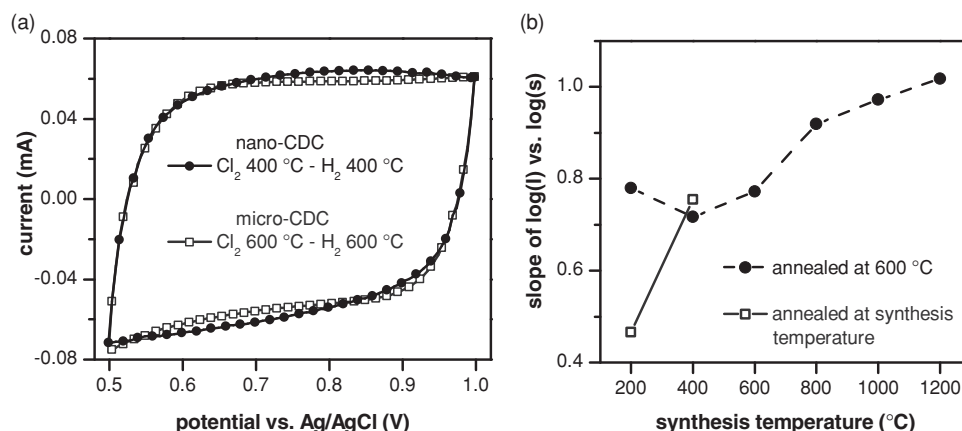 (a)
0.08
0.04
0.00
-0.04
-0.08
current (mA)
nano-CDC
Cl2 400 °C - H2 400 °C
micro-CDC
Cl2 600 °C - H2 600 °C
0.5 0.6 0.7 0.8 0.9 1.0
potential vs. Ag/AgCl (V)
(b)
1.0
0.8
0.6
0.4
slope of log(I) vs. log(s)
annealed at 600 °C
annealed at synthesis
temperature
200 400 600 800 1000 1200
synthesis temperature (°C)